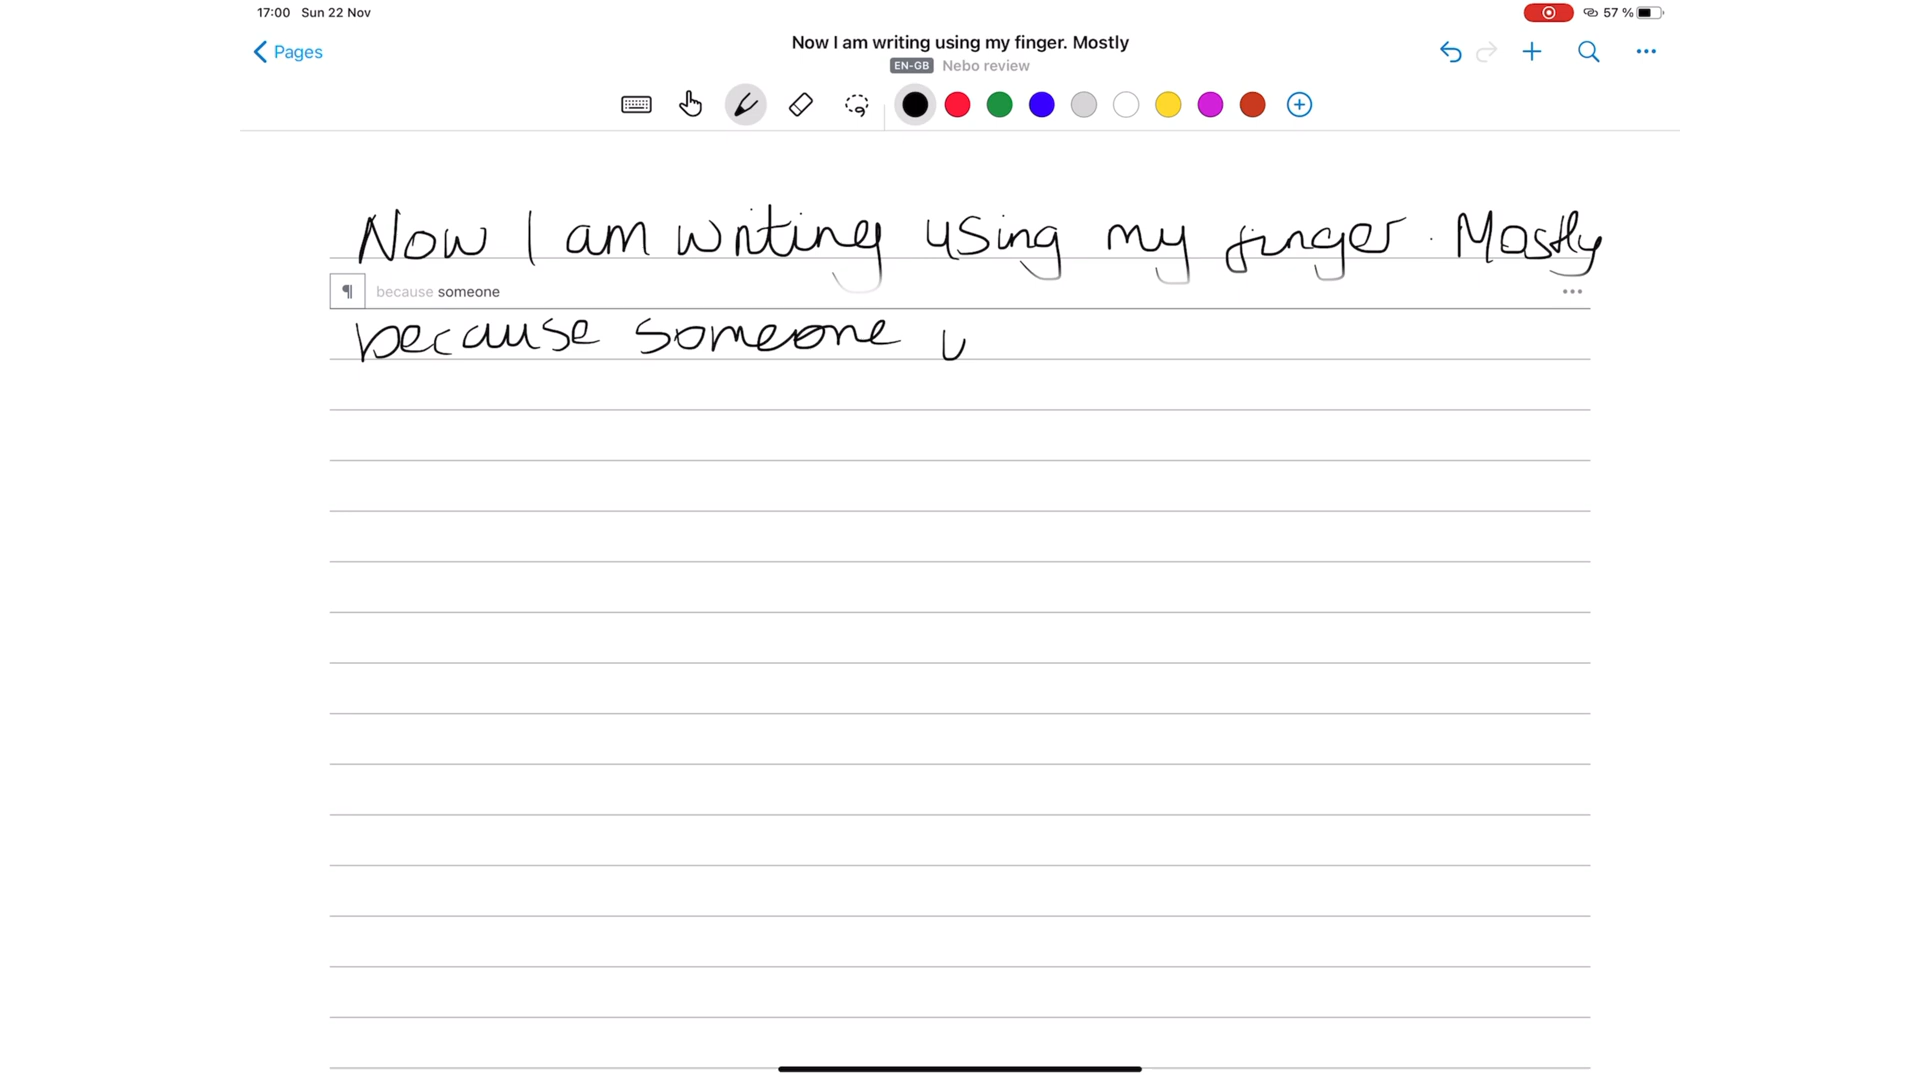 17:00 Sun 22 Nov 57 %
Pages Now I am writing using my finger. Mostly
EN-GB Nebo review
Now I am writing using my finger. Mostly
¶ because someone
because someone